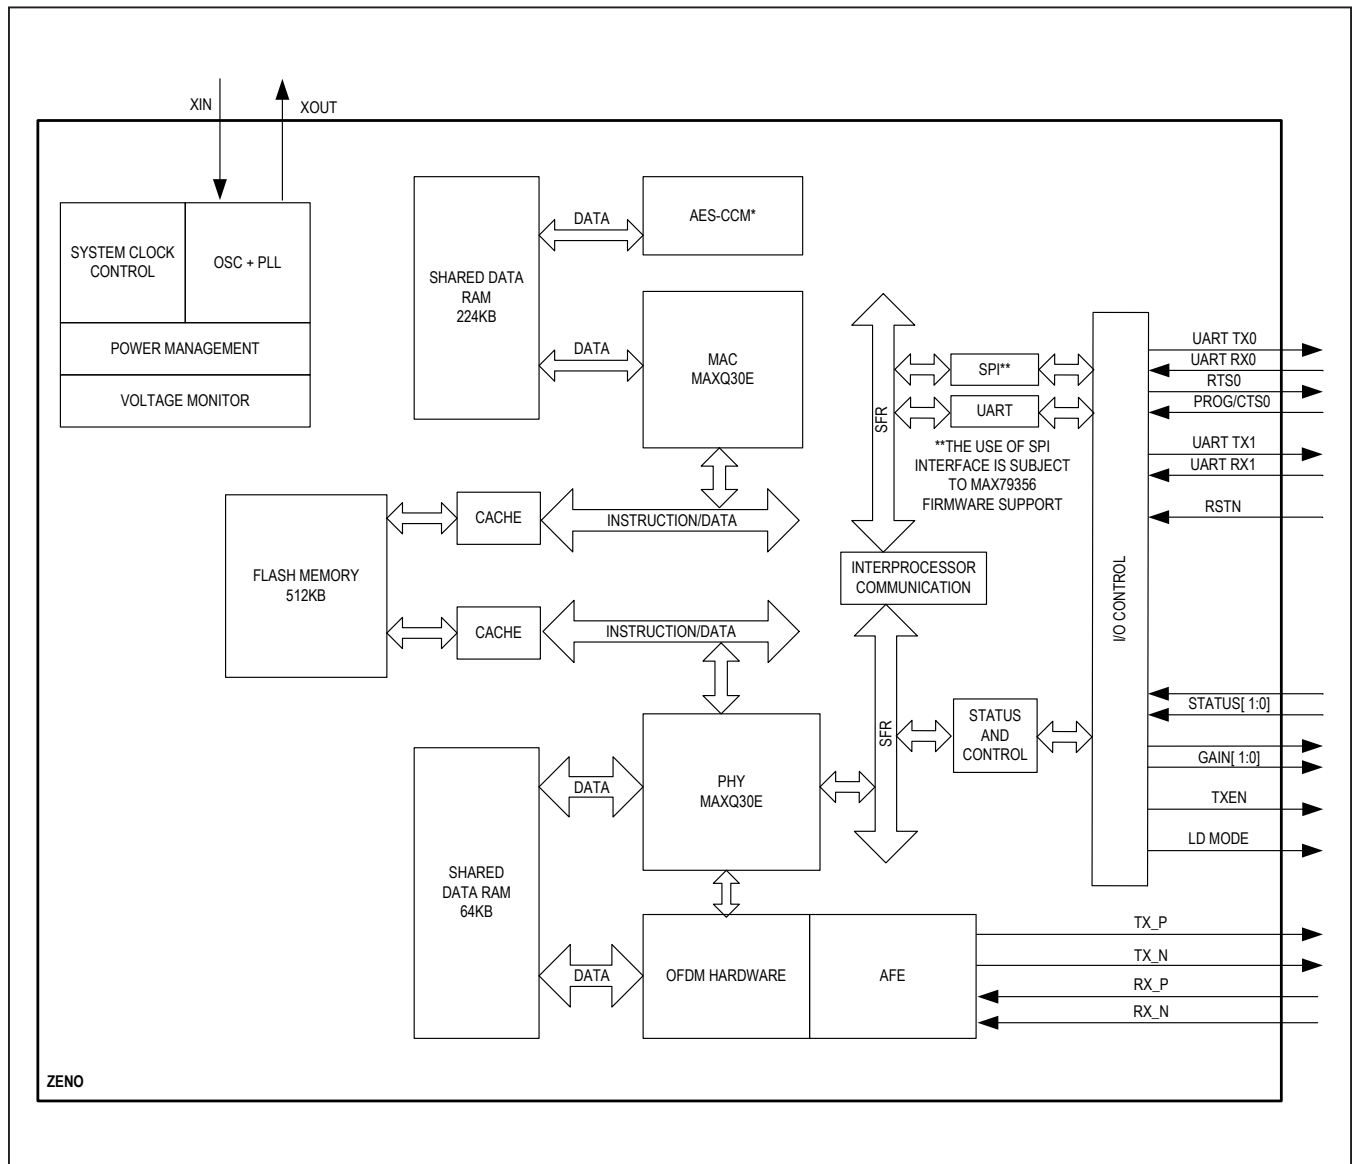 XIN
XOUT
SYSTEM CLOCK
CONTROL
OSC + PLL
POWER MANAGEMENT
VOLTAGE MONITOR
SHARED DATA
RAM
224KB
DATA
AES-CCM*
DATA
MAC
MAXQ30E
FLASH MEMORY
512KB
CACHE
INSTRUCTION/DATA
CACHE
INSTRUCTION/DATA
SFR
SPI**
UART
**THE USE OF SPI
INTERFACE IS SUBJECT
TO MAX79356
FIRMWARE SUPPORT
INTERPROCESSOR
COMMUNICATION
I/O CONTROL
UART TX0
UART RX0
RTS0
PROG/CTS0
UART TX1
UART RX1
RSTN
STATUS[ 1:0]
GAIN[ 1:0]
TXEN
LD MODE
SFR
STATUS
AND
CONTROL
SHARED
DATA RAM
64KB
DATA
PHY
MAXQ30E
DATA
OFDM HARDWARE
AFE
TX_P
TX_N
RX_P
RX_N
ZENO